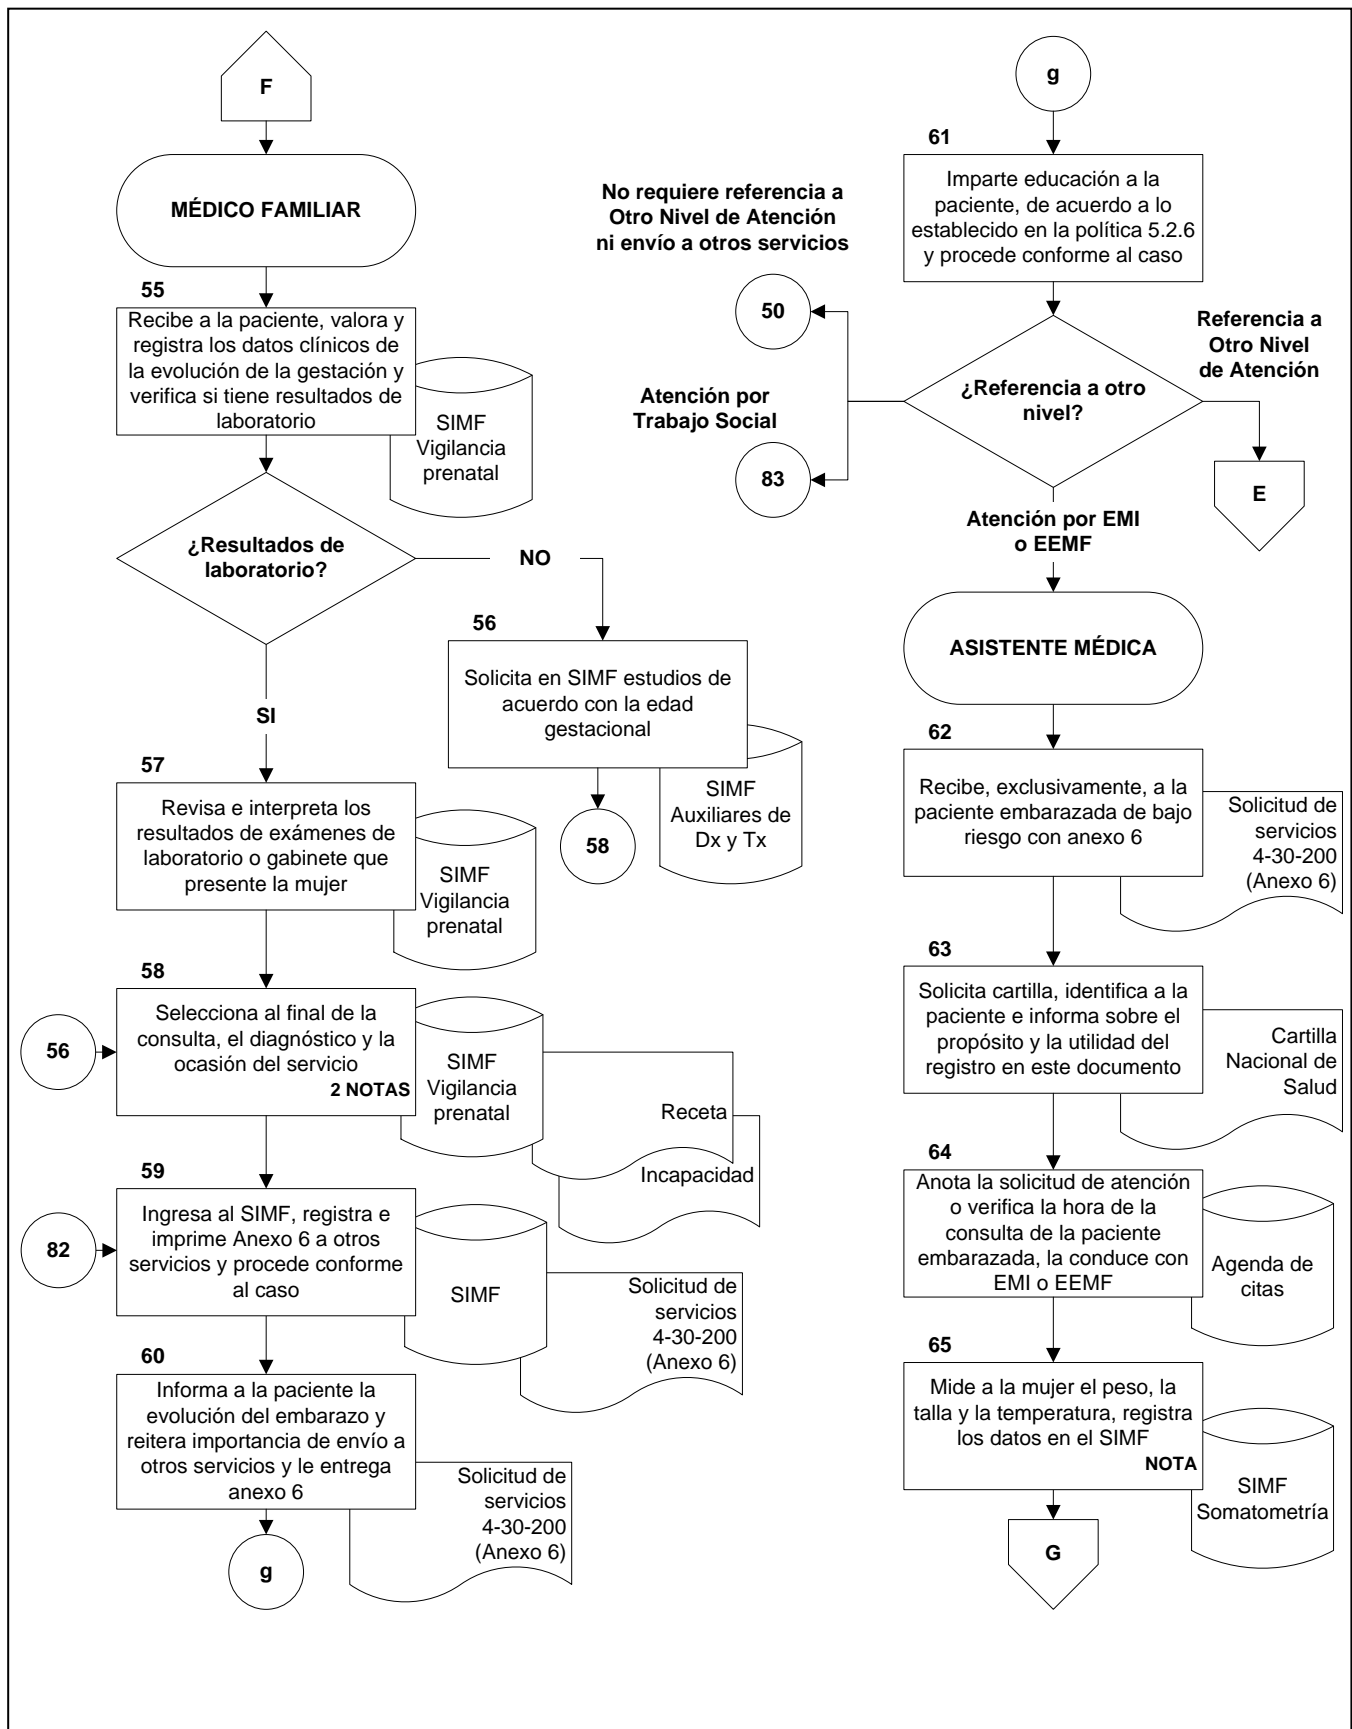 F
MÉDICO FAMILIAR
55
Recibe a la paciente, valora y
registra los datos clínicos de
la evolución de la gestación y
verifica si tiene resultados de
laboratorio
SIMF
Vigilancia
prenatal
¿Resultados de
laboratorio?
NO
56
Solicita en SIMF estudios de
acuerdo con la edad
gestacional
SIMF
Auxiliares de
Dx y Tx
58
SI
57
Revisa e interpreta los
resultados de exámenes de
laboratorio o gabinete que
presente la mujer
SIMF
Vigilancia
prenatal
58
56
Selecciona al final de la
consulta, el diagnóstico y la
ocasión del servicio
2 NOTAS
SIMF
Vigilancia
prenatal
Receta
Incapacidad
59
82
Ingresa al SIMF, registra e
imprime Anexo 6 a otros
servicios y procede conforme
al caso
SIMF
Solicitud de
servicios
4-30-200
(Anexo 6)
60
Informa a la paciente la
evolución del embarazo y
reitera importancia de envío a
otros servicios y le entrega
anexo 6
Solicitud de
servicios
4-30-200
(Anexo 6)
g
g
61
Imparte educación a la
paciente, de acuerdo a lo
establecido en la política 5.2.6
y procede conforme al caso
No requiere referencia a
Otro Nivel de Atención
ni envío a otros servicios
50
Atención por
Trabajo Social
83
¿Referencia a otro
nivel?
Referencia a
Otro Nivel
de Atención
E
Atención por EMI
o EEMF
ASISTENTE MÉDICA
62
Recibe, exclusivamente, a la
paciente embarazada de bajo
riesgo con anexo 6
Solicitud de
servicios
4-30-200
(Anexo 6)
63
Solicita cartilla, identifica a la
paciente e informa sobre el
propósito y la utilidad del
registro en este documento
Cartilla
Nacional de
Salud
64
Anota la solicitud de atención
o verifica la hora de la
consulta de la paciente
embarazada, la conduce con
EMI o EEMF
Agenda de
citas
65
Mide a la mujer el peso, la
talla y la temperatura, registra
los datos en el SIMF
NOTA
SIMF
Somatometría
G